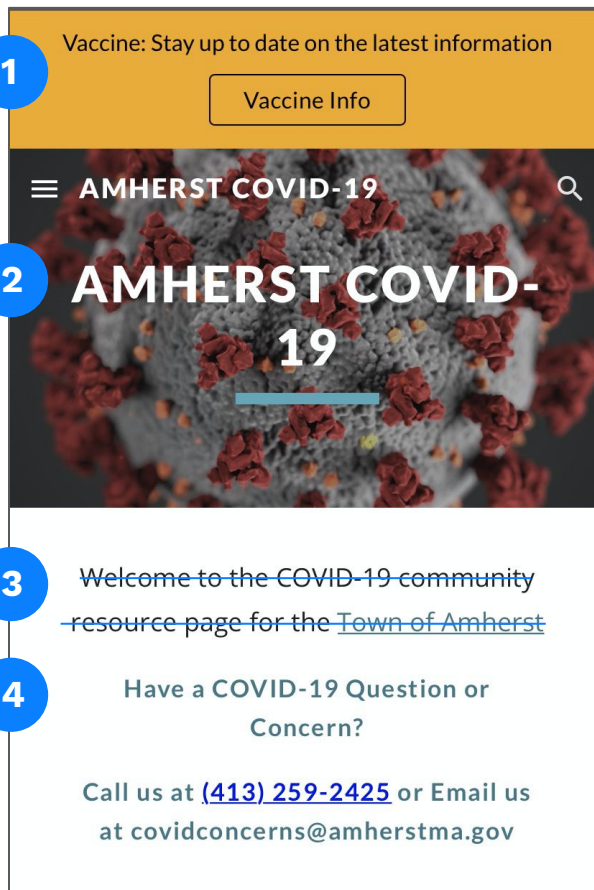 1
Vaccine: Stay up to date on the latest information
Vaccine Info
AMHERST COVID-19
2
AMHERST COVID-
19
3
Welcome to the COVID-19 community
resource page for the Town of Amherst
4
Have a COVID-19 Question or
Concern?
Call us at (413) 259-2425 or Email us
at covidconcerns@amherstma.gov